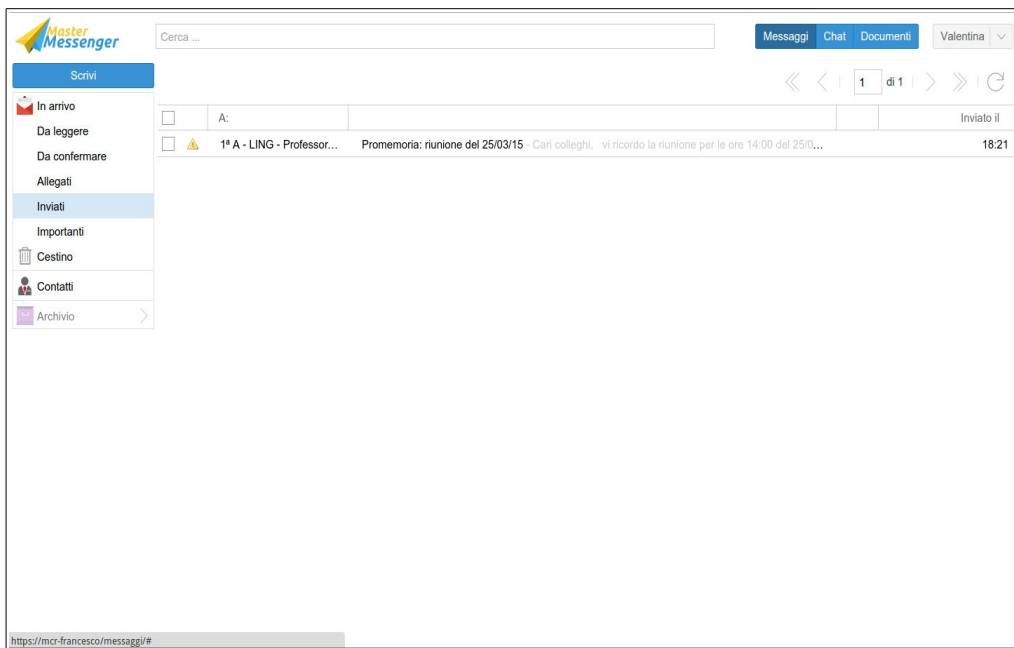 Master
Messenger
Cerca ...
Messaggi Chat Documenti
Valentina
Scrivi
1 di 1
In arrivo
Da leggere
Da confermare
Allegati
Inviati
Importanti
Cestino
Contatti
Archivio
A: Inviato il
1ª A - LING - Professor... Promemoria: riunione del 25/03/15 - Cari colleghi, vi ricordo la riunione per le ore 14:00 del 25/0... 18:21
https://mcr-francesco/messaggi/#